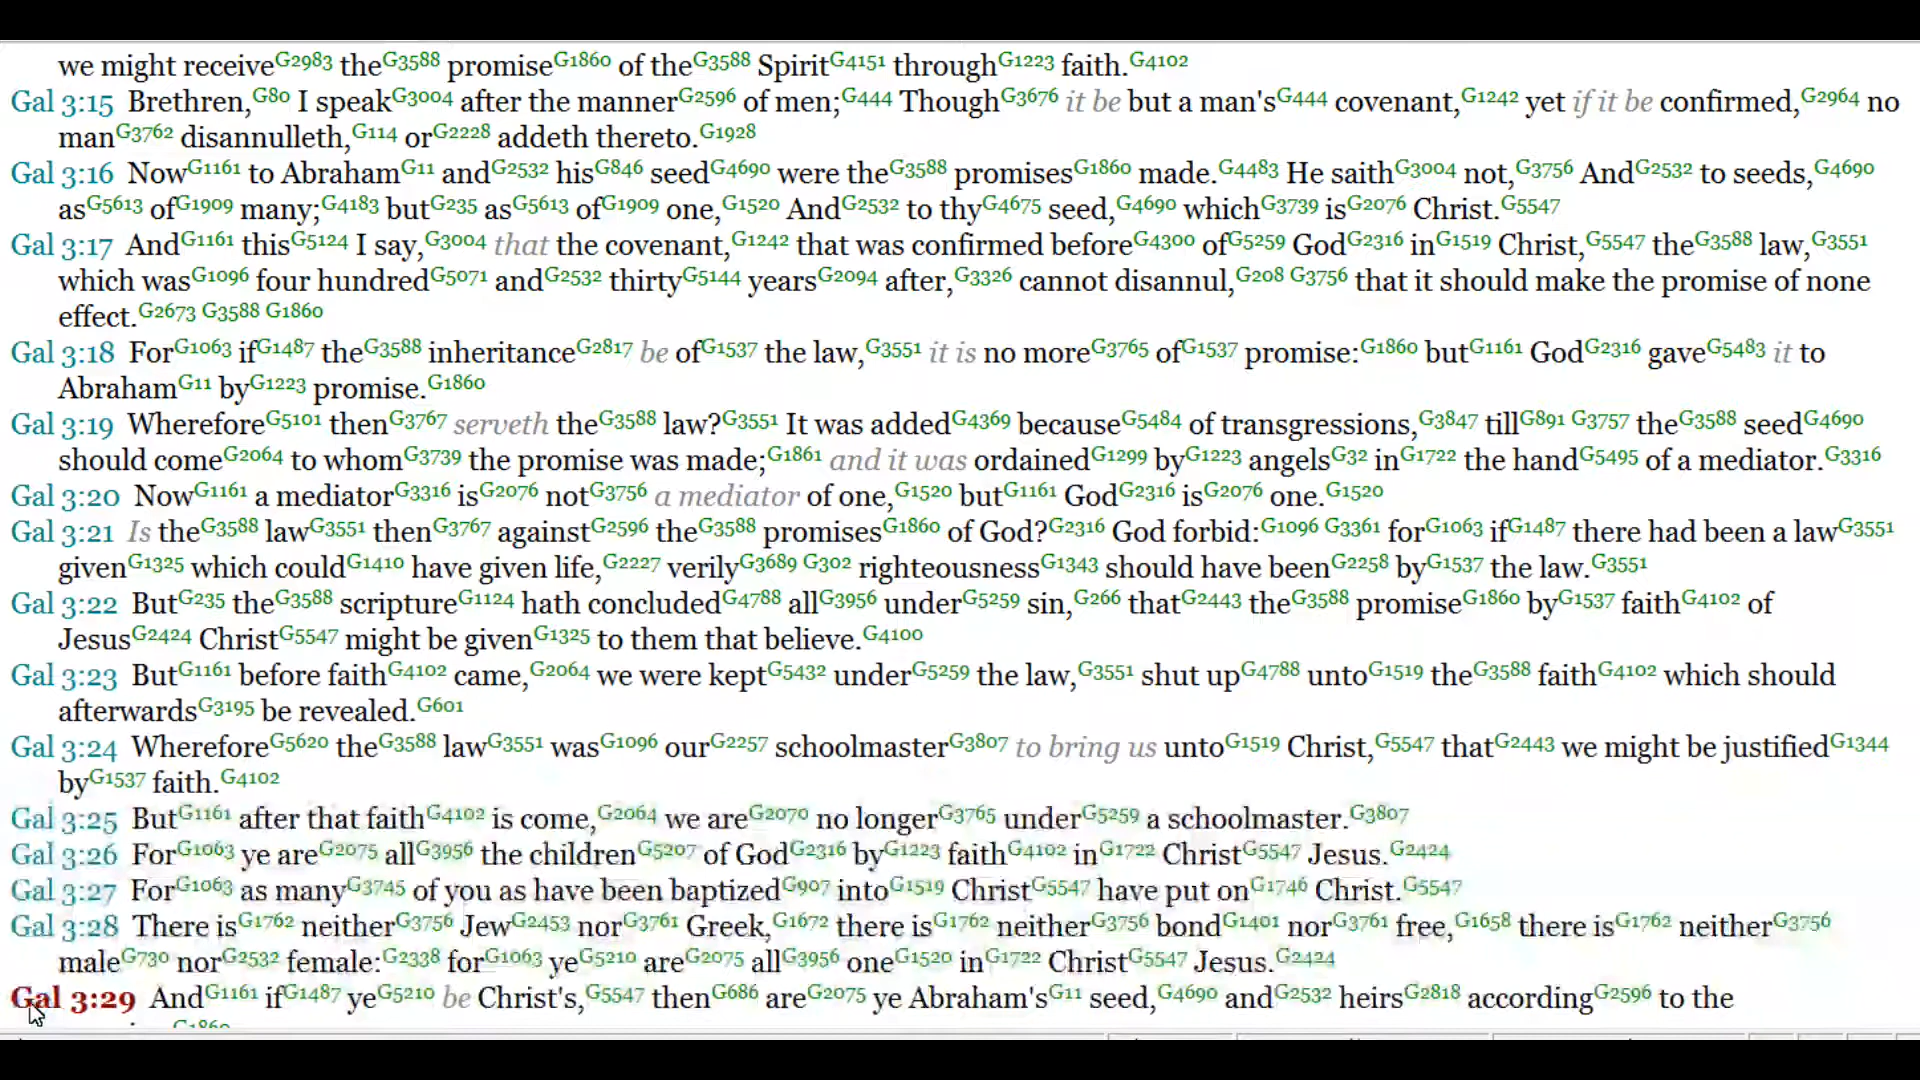 we might receiveG2983 theG3588 promiseG1860 of theG3588 SpiritG4151 throughG1223 faith.G4102
Gal 3:15 Brethren,G80 I speakG3004 after the mannerG2596 of men;G444 ThoughG3676 it be but a man'sG444 covenant,G1242 yet if it be confirmed,G2964 no
manG3762 disannulleth,G114 orG2228 addeth thereto.G1928
Gal 3:16 NowG1161 to AbrahamG11 andG2532 hisG846 seedG4690 were theG3588 promisesG1860 made.G4483 He saithG3004 not,G3756 AndG2532 to seeds,G4690
asG5613 ofG1909 many;G4183 butG235 asG5613 ofG1909 one,G1520 AndG2532 to thyG4675 seed,G4690 whichG3739 isG2076 Christ.G5547
Gal 3:17 AndG1161 thisG5124 I say,G3004 that the covenant,G1242 that was confirmed beforeG4300 ofG5259 GodG2316 inG1519 Christ,G5547 theG3588 law,G3551
which wasG1096 four hundredG5071 andG2532 thirtyG5144 yearsG2094 after,G3326 cannot disannul,G208 G3756 that it should make the promise of none
effect.G2673 G3588 G1860
Gal 3:18 ForG1063 ifG1487 theG3588 inheritanceG2817 be ofG1537 the law,G3551 it is no moreG3765 ofG1537 promise:G1860 butG1161 GodG2316 gaveG5483 it to
AbrahamG11 byG1223 promise.G1860
Gal 3:19 WhereforeG5101 thenG3767 serveth theG3588 law?G3551 It was addedG4369 becauseG5484 of transgressions,G3847 tillG891 G3757 theG3588 seedG4690
should comeG2064 to whomG3739 the promise was made;G1861 and it was ordainedG1299 byG1223 angelsG32 inG1722 the handG5495 of a mediator.G3316
Gal 3:20 NowG1161 a mediatorG3316 isG2076 notG3756 a mediator of one,G1520 butG1161 GodG2316 isG2076 one.G1520
Gal 3:21 Is theG3588 lawG3551 thenG3767 againstG2596 theG3588 promisesG1860 of God?G2316 God forbid:G1096 G3361 forG1063 ifG1487 there had been a lawG3551
givenG1325 which couldG1410 have given life,G2227 verilyG3689 G302 righteousnessG1343 should have beenG2258 byG1537 the law.G3551
Gal 3:22 ButG235 theG3588 scriptureG1124 hath concludedG4788 allG3956 underG5259 sin,G266 thatG2443 theG3588 promiseG1860 byG1537 faithG4102 of
JesusG2424 ChristG5547 might be givenG1325 to them that believe.G4100
Gal 3:23 ButG1161 before faithG4102 came,G2064 we were keptG5432 underG5259 the law,G3551 shut upG4788 untoG1519 theG3588 faithG4102 which should
afterwardsG3195 be revealed.G601
Gal 3:24 WhereforeG5620 theG3588 lawG3551 wasG1096 ourG2257 schoolmasterG3807 to bring us untoG1519 Christ,G5547 thatG2443 we might be justifiedG1344
byG1537 faith.G4102
Gal 3:25 ButG1161 after that faithG4102 is come,G2064 we areG2070 no longerG3765 underG5259 a schoolmaster.G3807
Gal 3:26 ForG1063 ye areG2075 allG3956 the childrenG5207 of GodG2316 byG1223 faithG4102 inG1722 ChristG5547 Jesus.G2424
Gal 3:27 ForG1063 as manyG3745 of you as have been baptizedG907 intoG1519 ChristG5547 have put onG1746 Christ.G5547
Gal 3:28 There isG1762 neitherG3756 JewG2453 norG3761 Greek,G1672 there isG1762 neitherG3756 bondG1401 norG3761 free,G1658 there isG1762 neitherG3756
maleG730 norG2532 female:G2338 forG1063 yeG5210 areG2075 allG3956 oneG1520 inG1722 ChristG5547 Jesus.G2424
Gal 3:29 AndG1161 ifG1487 yeG5210 be Christ's,G5547 thenG686 areG2075 ye Abraham'sG11 seed,G4690 andG2532 heirsG2818 accordingG2596 to the
G1860